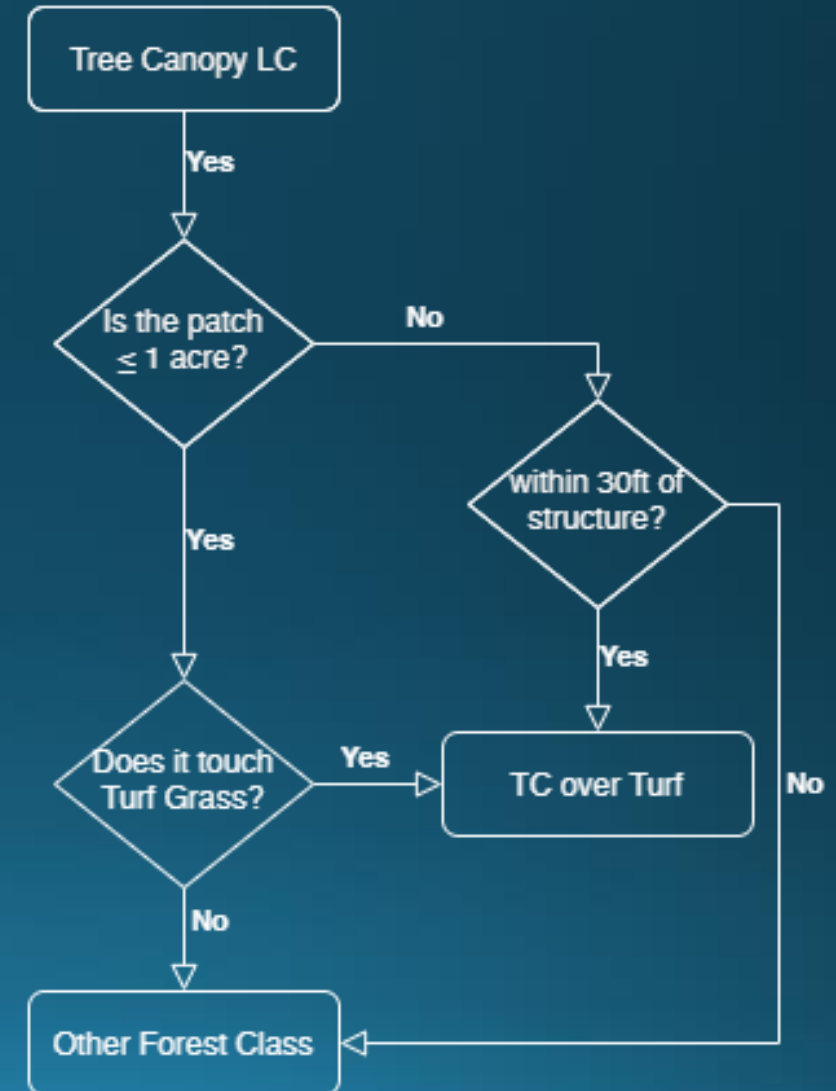 Tree Canopy LC
Yes
Is the patch
≤ 1 acre?
No
within 30ft of
structure?
Yes
Yes
Does it touch
Turf Grass?
Yes
TC over Turf
No
No
Other Forest Class